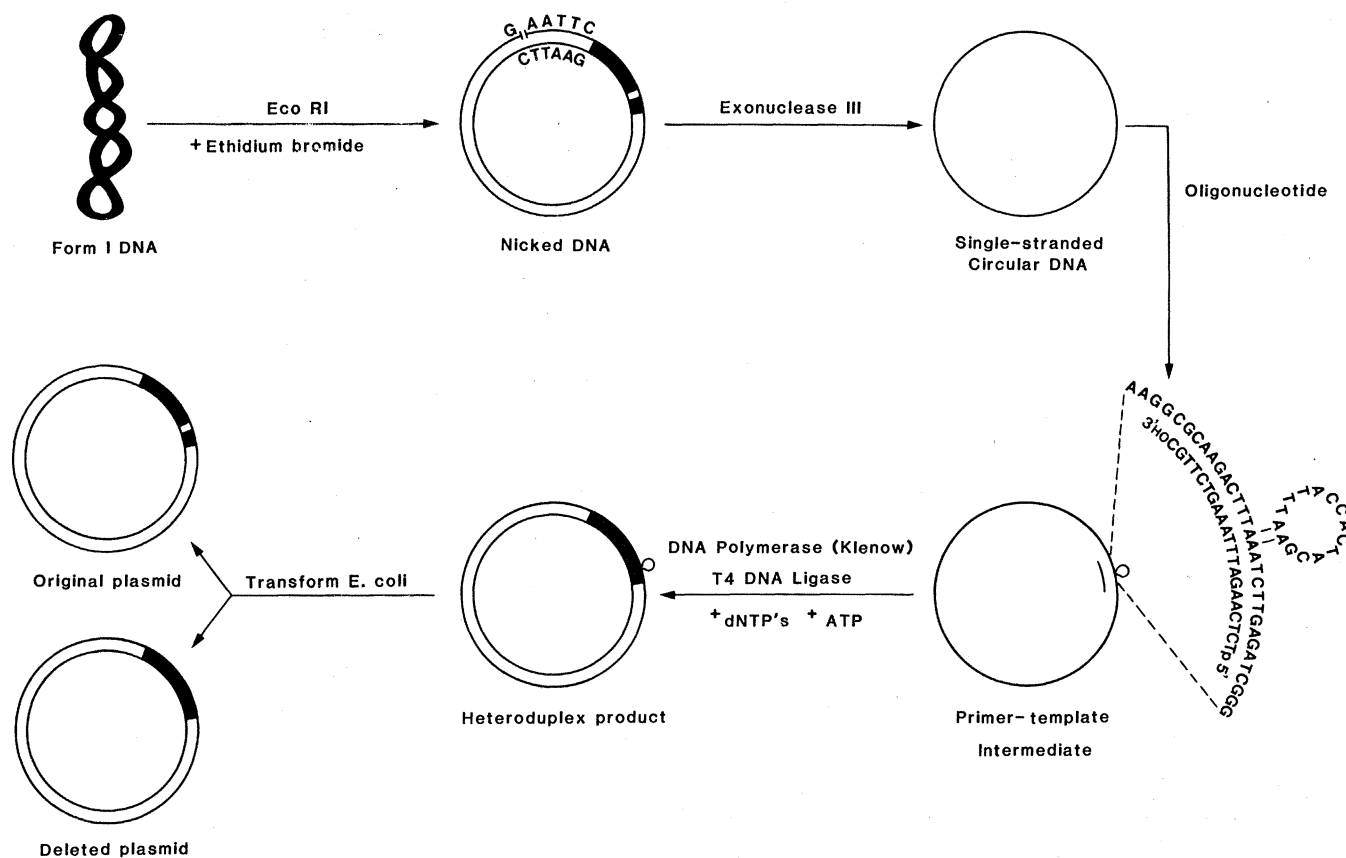 G AATTC
CTTAAG
Eco RI
+ Ethidium bromide
Exonuclease III
Form I DNA
Nicked DNA
Single-stranded
Circular DNA
Oligonucleotide
AAGGCGCAAGACTTTAAATCTTGAGATCGGG
3'HOCGTTCTGAAATTTAGAACTCTp5'
Original plasmid
Transform E. coli
DNA Polymerase (Klenow)
T4 DNA Ligase
+ dNTP's + ATP
Heteroduplex product
Primer-template
Intermediate
Deleted plasmid